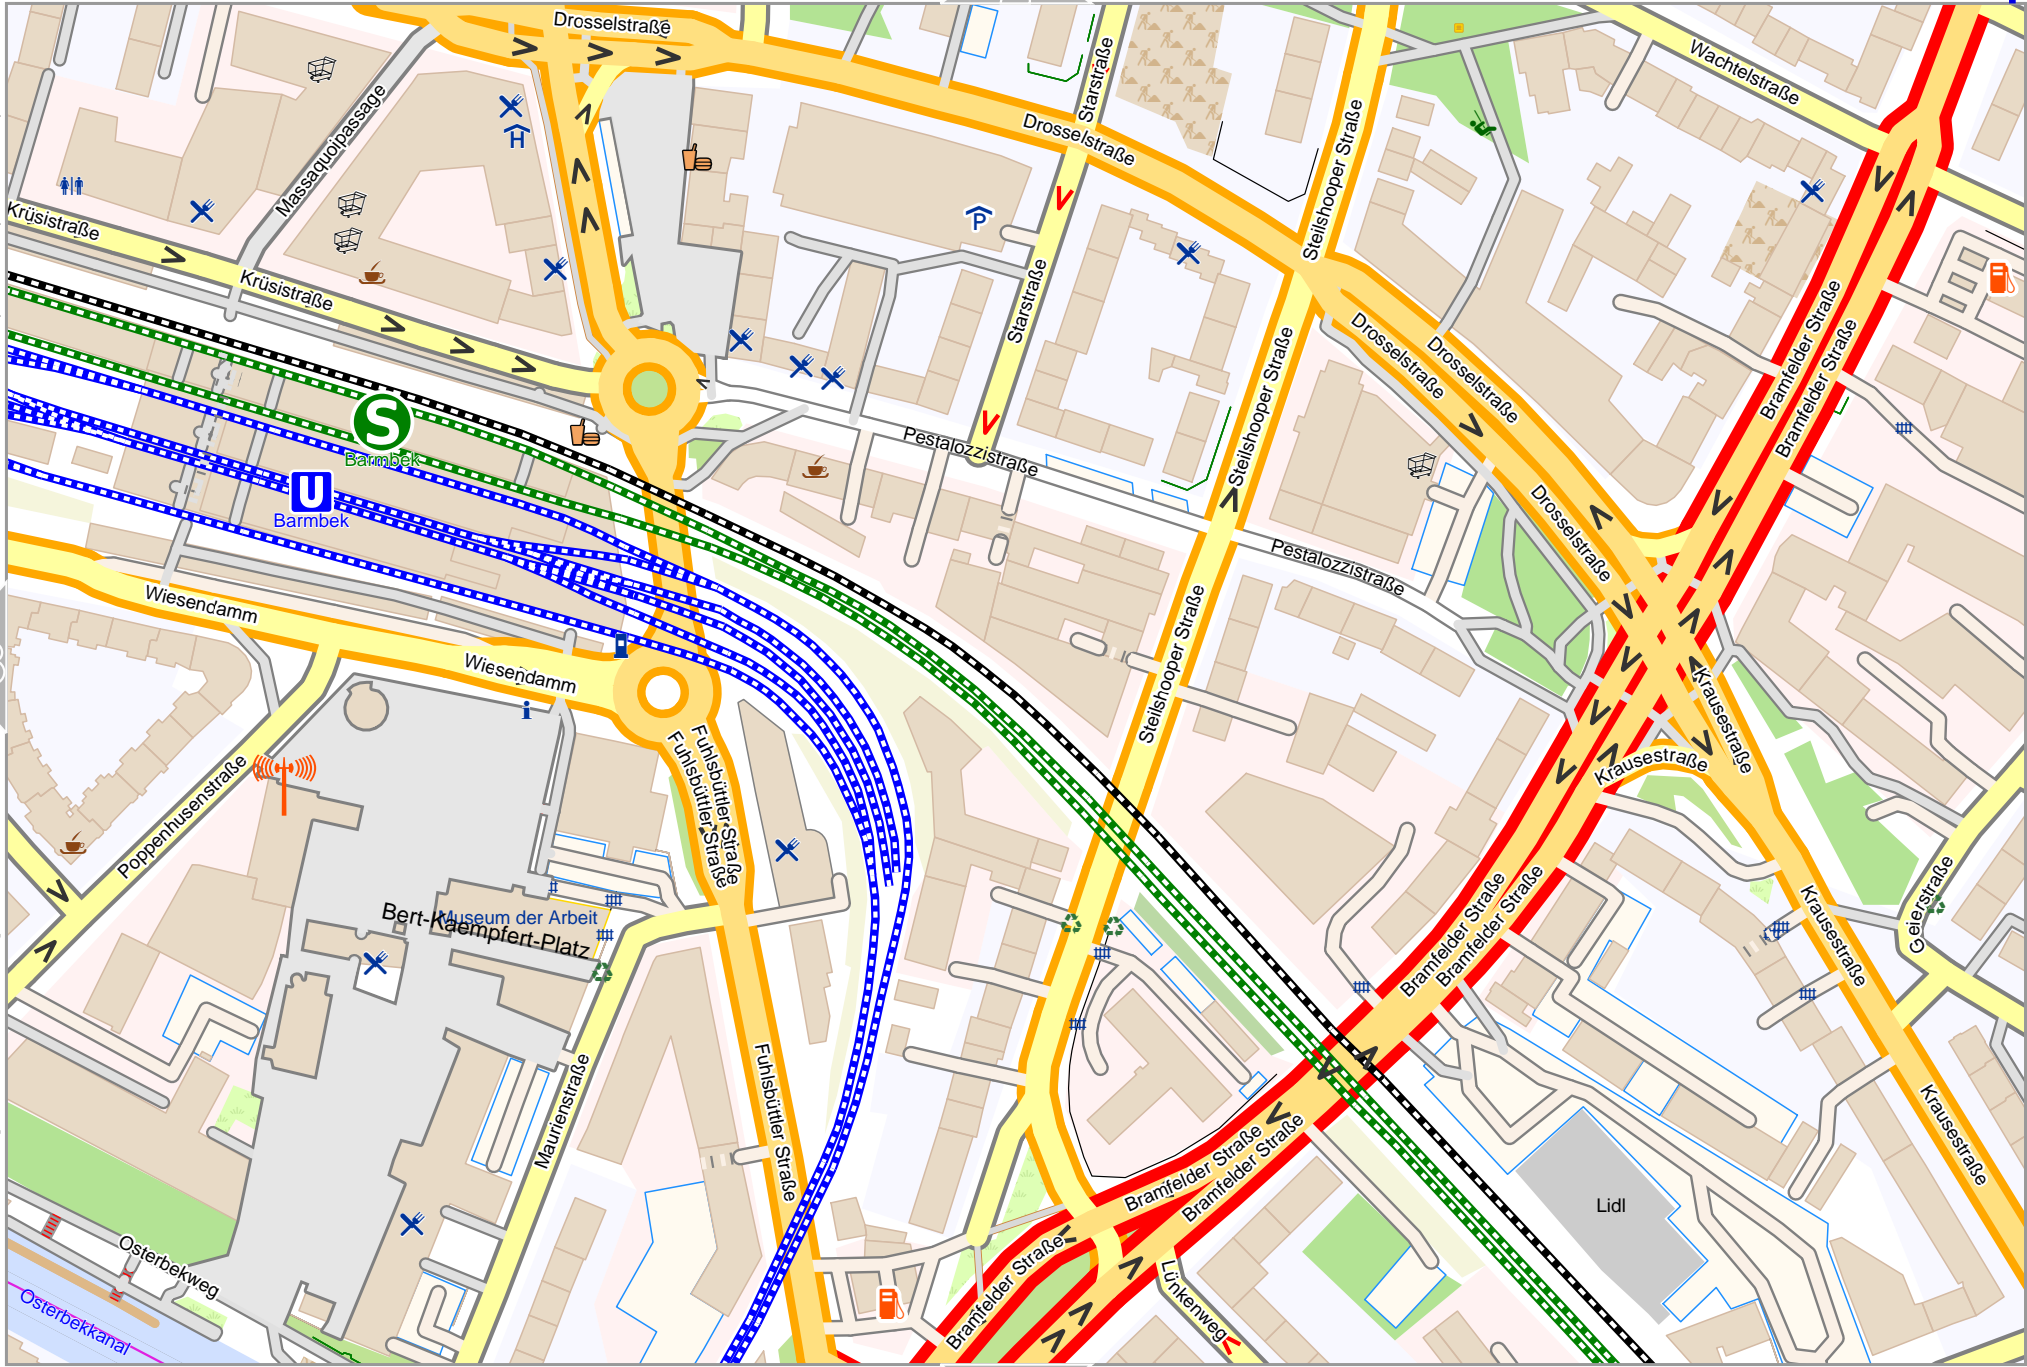 Drosselstraße
Wachtelstraße
Starstraße
Massaquoipassage
H
Drosselstraße
Steilshooper Straße
Krüsistraße
P
Steilshooper Straße
Krüsistraße
Starstraße
Bramfelder Straße
Bramfelder Straße
Drosselstraße
Drosselstraße
Steilshooper Straße
S
Barmbek
Pestalozzistraße
U
Barmbek
Drosselstraße
Pestalozzistraße
Wiesendamm
Wiesendamm
Steilshooper Straße
Krausestraße
Krausestraße
i
Fuhlsbüttler Straße
Fuhlsbüttler Straße
Poppenhusenstraße
Bramfelder Straße
Bramfelder Straße
Geierstraße
Krausestraße
Museum der Arbeit
Bert-Kaempfert-Platz
Maurienstraße
Fuhlsbüttler Straße
Krausestraße
Bramfelder Straße
Bramfelder Straße
Lidl
Osterbekweg
Bramfelder Straße
Lünkenweg
Osterbekkanal